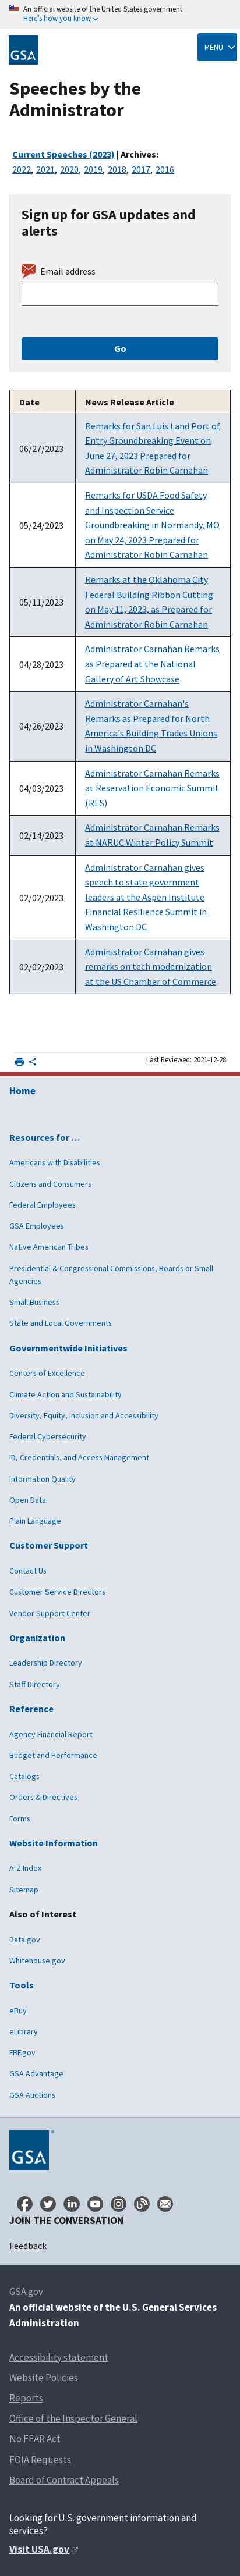 An official website of the United States government
Here's how you know
GSA
MENU
Speeches by the
Administrator
Current Speeches (2023) | Archives:
2022, 2021, 2020, 2019, 2018, 2017, 2016
Sign up for GSA updates and
alerts
Email address
Go
Date News Release Article
Remarks for San Luis Land Port of
Entry Groundbreaking Event on
06/27/2023
June 27, 2023 Prepared for
Administrator Robin Carnahan
Remarks for USDA Food Safety
and Inspection Service
05/24/2023 Groundbreaking in Normandy, MO
on May 24, 2023 Prepared for
Administrator Robin Carnahan
Remarks at the Oklahoma City
Federal Building Ribbon Cutting
05/11/2023
on May 11, 2023, as Prepared for
Administrator Robin Carnahan
Administrator Carnahan Remarks
04/28/2023 as Prepared at the National
Gallery of Art Showcase
Administrator Carnahan's
Remarks as Prepared for North
04/26/2023
America's Building Trades Unions
in Washington DC
Administrator Carnahan Remarks
04/03/2023 at Reservation Economic Summit
(RES)
Administrator Carnahan Remarks
02/14/2023
at NARUC Winter Policy Summit
Administrator Carnahan gives
speech to state government
02/02/2023 leaders at the Aspen Institute
Financial Resilience Summit in
Washington DC
Administrator Carnahan gives
02/02/2023 remarks on tech modernization
at the US Chamber of Commerce
Last Reviewed: 2021-12-28
Home
Resources for …
Americans with Disabilities
Citizens and Consumers
Federal Employees
GSA Employees
Native American Tribes
Presidential & Congressional Commissions, Boards or Small
Agencies
Small Business
State and Local Governments
Governmentwide Initiatives
Centers of Excellence
Climate Action and Sustainability
Diversity, Equity, Inclusion and Accessibility
Federal Cybersecurity
ID, Credentials, and Access Management
Information Quality
Open Data
Plain Language
Customer Support
Contact Us
Customer Service Directors
Vendor Support Center
Organization
Leadership Directory
Staff Directory
Reference
Agency Financial Report
Budget and Performance
Catalogs
Orders & Directives
Forms
Website Information
A-Z Index
Sitemap
Also of Interest
Data.gov
Whitehouse.gov
Tools
eBuy
eLibrary
FBF.gov
GSA Advantage
GSA Auctions
GSA
JOIN THE CONVERSATION
Feedback
GSA.gov
An official website of the U.S. General Services
Administration
Accessibility statement
Website Policies
Reports
Office of the Inspector General
No FEAR Act
FOIA Requests
Board of Contract Appeals
Looking for U.S. government information and
services?
Visit USA.gov